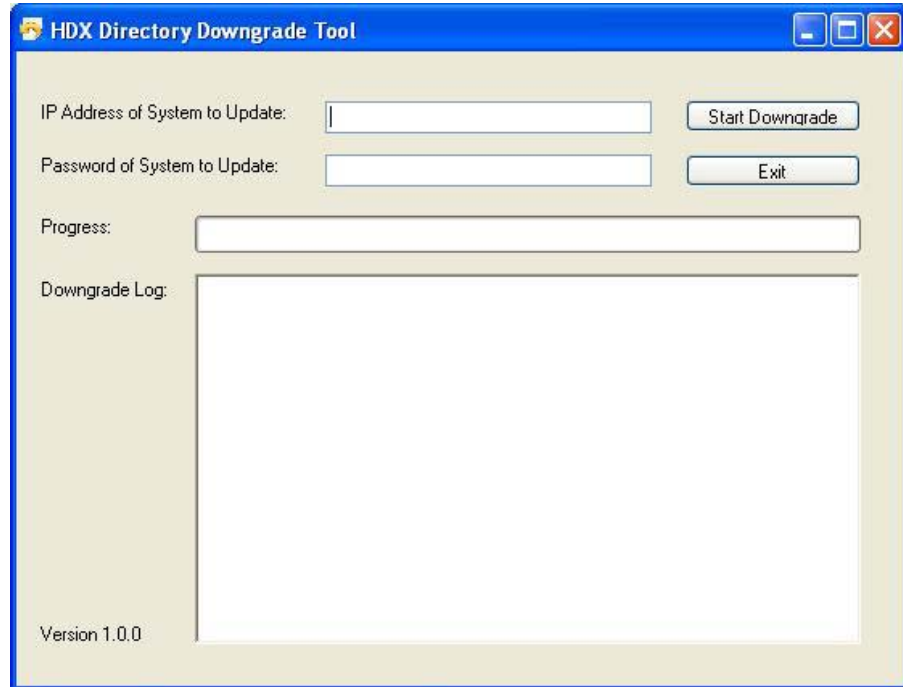 HDX Directory Downgrade Tool
IP Address of System to Update:
Start Downgrade
Password of System to Update:
Exit
Progress:
Downgrade Log:
Version 1.0.0